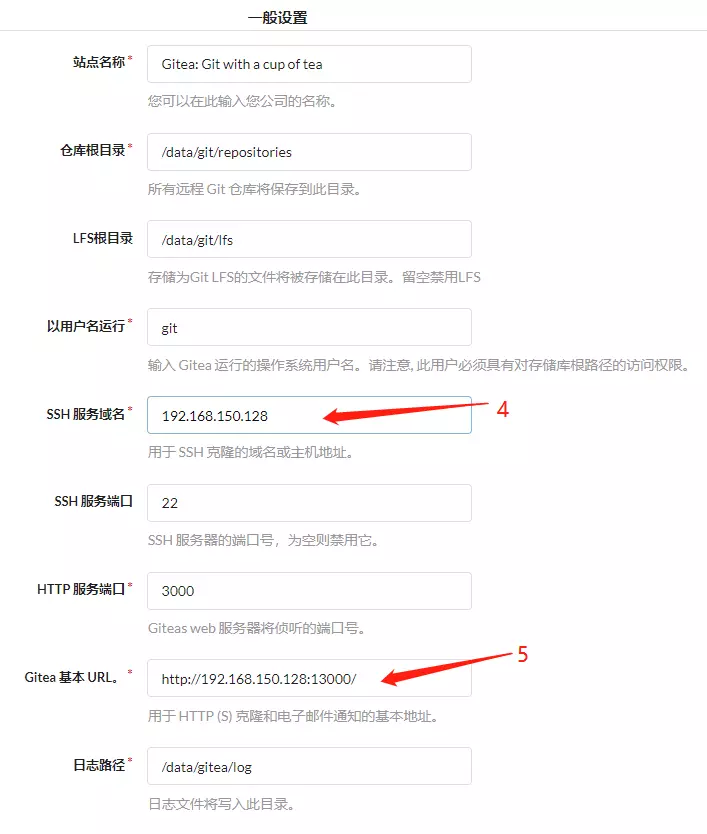 一般设置
站点名称*
Gitea: Git with a cup of tea
您可以在此输入您公司的名称。
仓库根目录*
/data/git/repositories
所有远程 Git 仓库将保存到此目录。
LFS根目录
/data/git/lfs
存储为Git LFS的文件将被存储在此目录。留空禁用LFS
以用户名运行*
git
输入 Gitea 运行的操作系统用户名。请注意, 此用户必须具有对存储库根路径的访问权限。
SSH 服务域名*
192.168.150.128
4
用于 SSH 克隆的域名或主机地址。
SSH 服务端口
22
SSH 服务器的端口号，为空则禁用它。
HTTP 服务端口*
3000
Giteas web 服务器将侦听的端口号。
Gitea 基本 URL。*
http://192.168.150.128:13000/
5
用于 HTTP (S) 克隆和电子邮件通知的基本地址。
日志路径*
/data/gitea/log
日志文件将写入此目录。